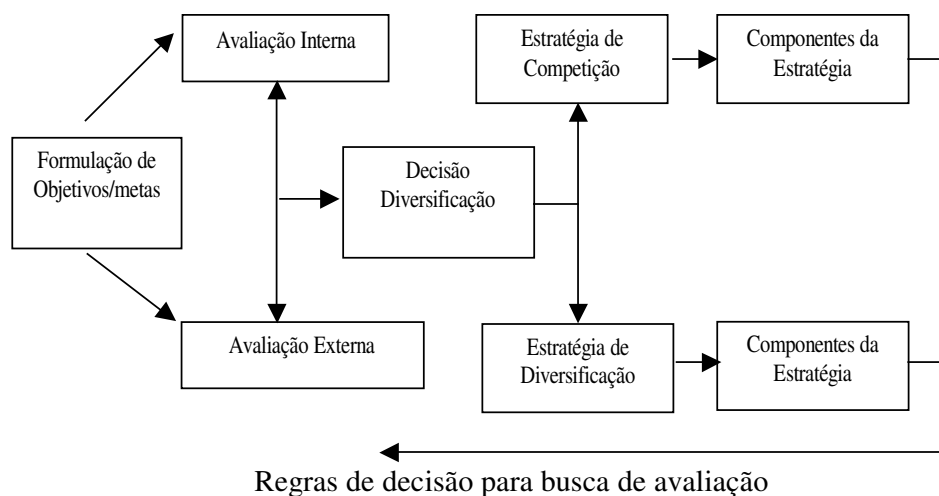 Avaliação Interna
Estratégia de
Competição
Componentes da
Estratégia
Formulação de
Objetivos/metas
Decisão
Diversificação
Avaliação Externa
Estratégia de
Diversificação
Componentes da
Estratégia
Regras de decisão para busca de avaliação